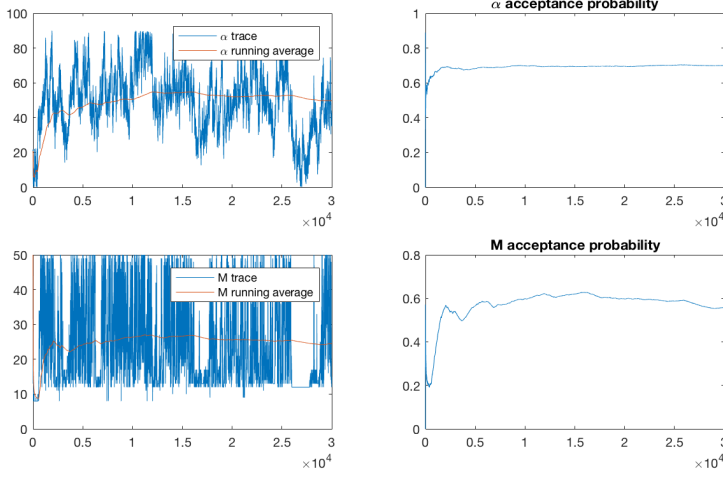 α acceptance probability
100
80
60
40
20
0
α trace
α running average
0 0.5 1 1.5 2 2.5 3
×10^4
1
0.8
0.6
0.4
0.2
0
0 0.5 1 1.5 2 2.5 3
×10^4
50
40
30
20
10
0
M trace
M running average
0 0.5 1 1.5 2 2.5 3
×10^4
M acceptance probability
0.8
0.6
0.4
0.2
0
0 0.5 1 1.5 2 2.5 3
×10^4